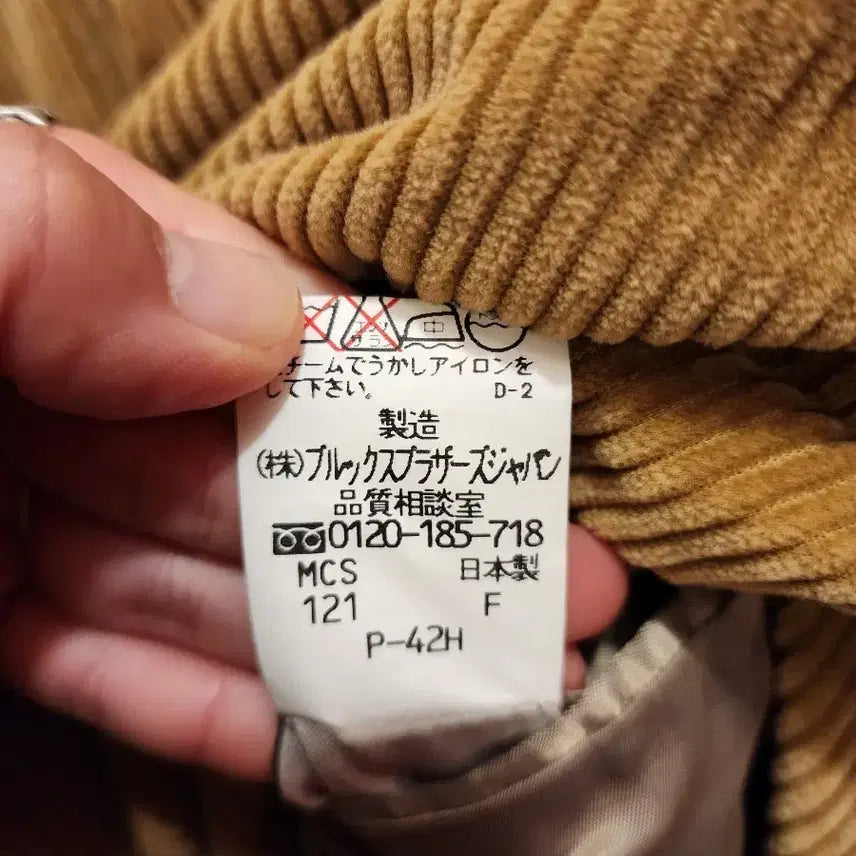 中
チームでうかしアイロンを
して下さい。 D-2
製造
(株)ブルックスブラザーズジャパン
品質相談室
0120-185-718
MCS 日本製
121 F
P-42H